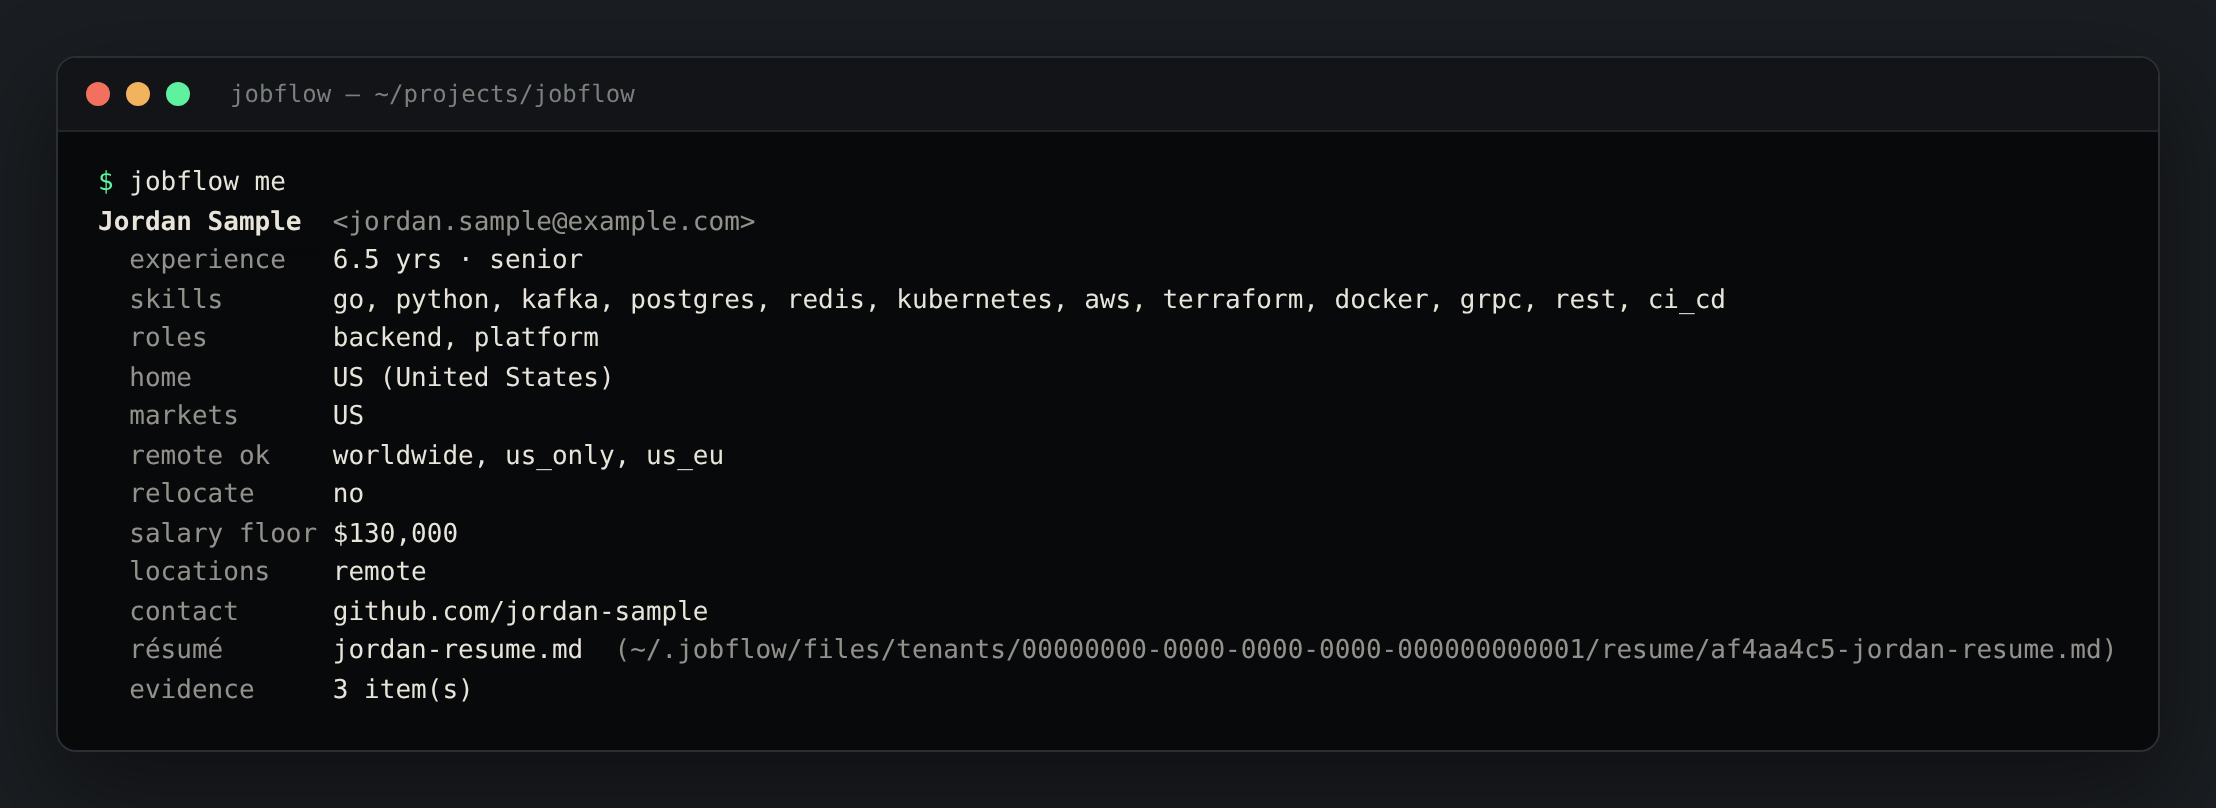 jobflow — ~/projects/jobflow
$ jobflow me
Jordan Sample <jordan.sample@example.com>
experience 6.5 yrs · senior
skills go, python, kafka, postgres, redis, kubernetes, aws, terraform, docker, grpc, rest, ci_cd
roles backend, platform
home US (United States)
markets US
remote ok worldwide, us_only, us_eu
relocate no
salary floor $130,000
locations remote
contact github.com/jordan-sample
résumé jordan-resume.md (~/.jobflow/files/tenants/00000000-0000-0000-0000-000000000001/resume/af4aa4c5-jordan-resume.md)
evidence 3 item(s)